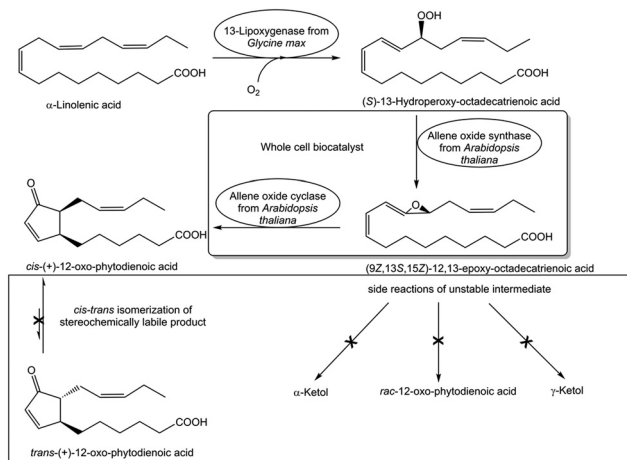 13-Lipoxygenase from
Glycine max
O2
COOH
α-Linolenic acid
OOH
COOH
(S)-13-Hydroperoxy-octadecatrienoic acid
Whole cell biocatalyst
Allene oxide synthase
from Arabidopsis
thaliana
Allene oxide cyclase
from Arabidopsis
thaliana
O
COOH
cis-(+)-12-oxo-phytodienoic acid
O
COOH
(9Z,13S,15Z)-12,13-epoxy-octadecatrienoic acid
cis-trans isomerization of
stereochemically labile product
side reactions of unstable intermediate
α-Ketol
rac-12-oxo-phytodienoic acid
γ-Ketol
O
COOH
trans-(+)-12-oxo-phytodienoic acid